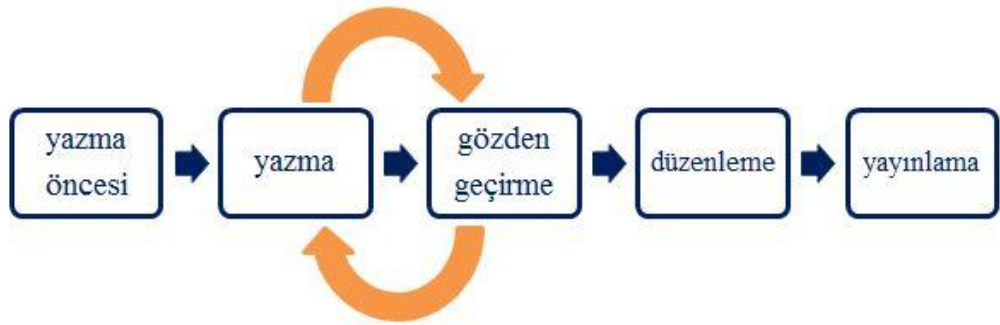 yazma
öncesi
yazma
gözden
geçirme
düzenleme
yayınlama